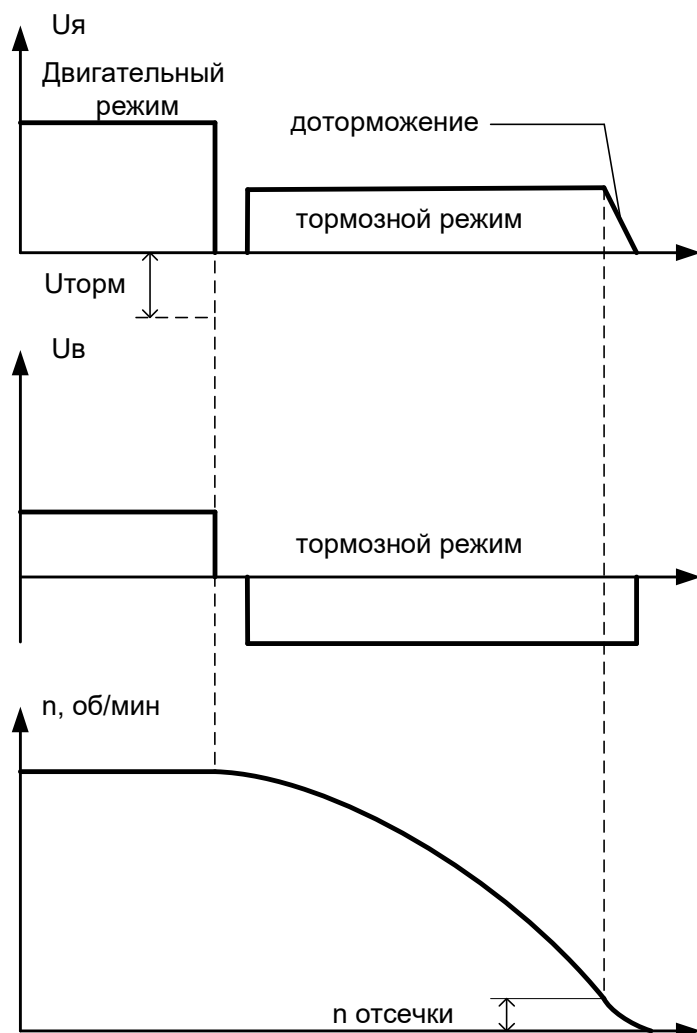 Uя
Двигательный
режим
доторможение
тормозной режим
Uторм
Uв
тормозной режим
n, об/мин
n отсечки